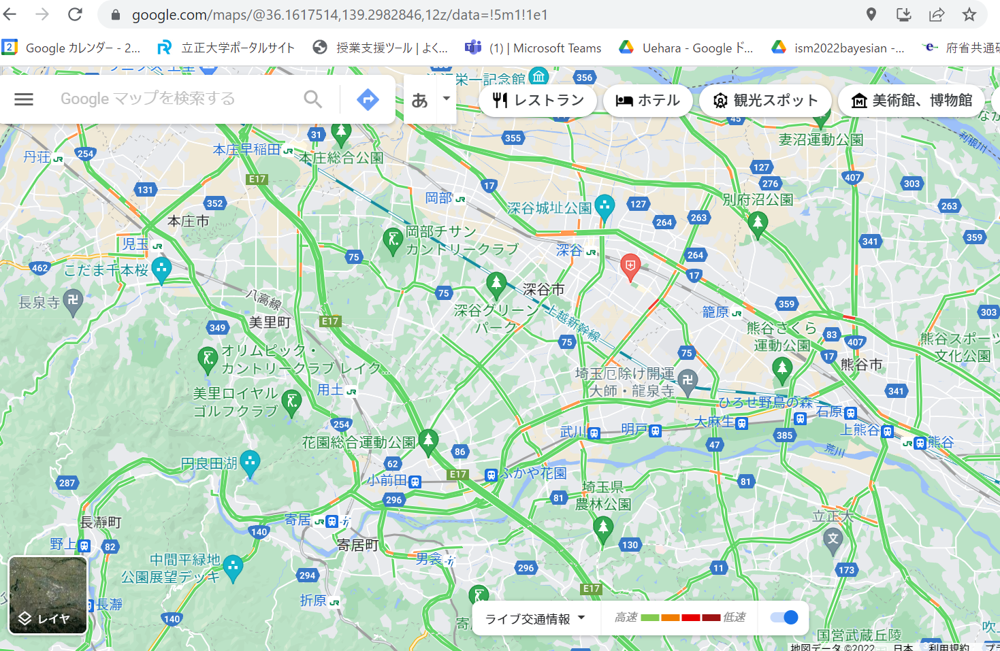 google.com/maps/@36.1617514,139.2982846,12z/data=!5m1!1e1
2 Google カレンダー - 2...
立正大学ポータルサイト
授業支援ツール | よく...
(1) | Microsoft Teams
Uehara - Google ド...
ism2022bayesian -...
府省共通研
Google マップを検索する
あ
栄一記念館
356
レストラン
ホテル
観光スポット
美術館、博物館
45
31
355
妻沼運動公園
利根川
254
丹荘
本庄早稲田
本庄総合公園
E17
127
407
276
303
131
17
352
岡部
深谷城址公園
127
別府沼公園
263
本庄市
264
263
岡部チサン
カントリークラブ
児玉
深谷
341
359
462
こだま千本桜
75
264
17
長泉寺
八高線
75
深谷市
359
美里町
E17
深谷グリーン
パーク
上越新幹線
籠原
303
349
熊谷さくら
運動公園
83
407
熊谷スポーツ
文化公園
オリムピック・
カントリークラブ レイク...
75
75
17
熊谷市
埼玉厄除け開運
大師・龍泉寺
341
美里ロイヤル
ゴルフクラブ
用土
ひろせ野鳥の森
石原
254
武川
明戸
大麻生
上熊谷
385
熊谷
花園総合運動公園
86
47
荒川
円良田湖
62
E17
ふかや花園
287
小前田
81
296
81
埼玉県
農林公園
立正大
長瀞町
寄居
140
野上
82
寄居町
130
文
中間平緑地
公園展望デッキ
男衾
296
11
173
294
E17
折原
長瀞
レイヤ
140
寄
ライブ交通情報
高速
低速
吹上
国営武蔵丘陵
地図データ ©2022
日本
利用規約
プラ